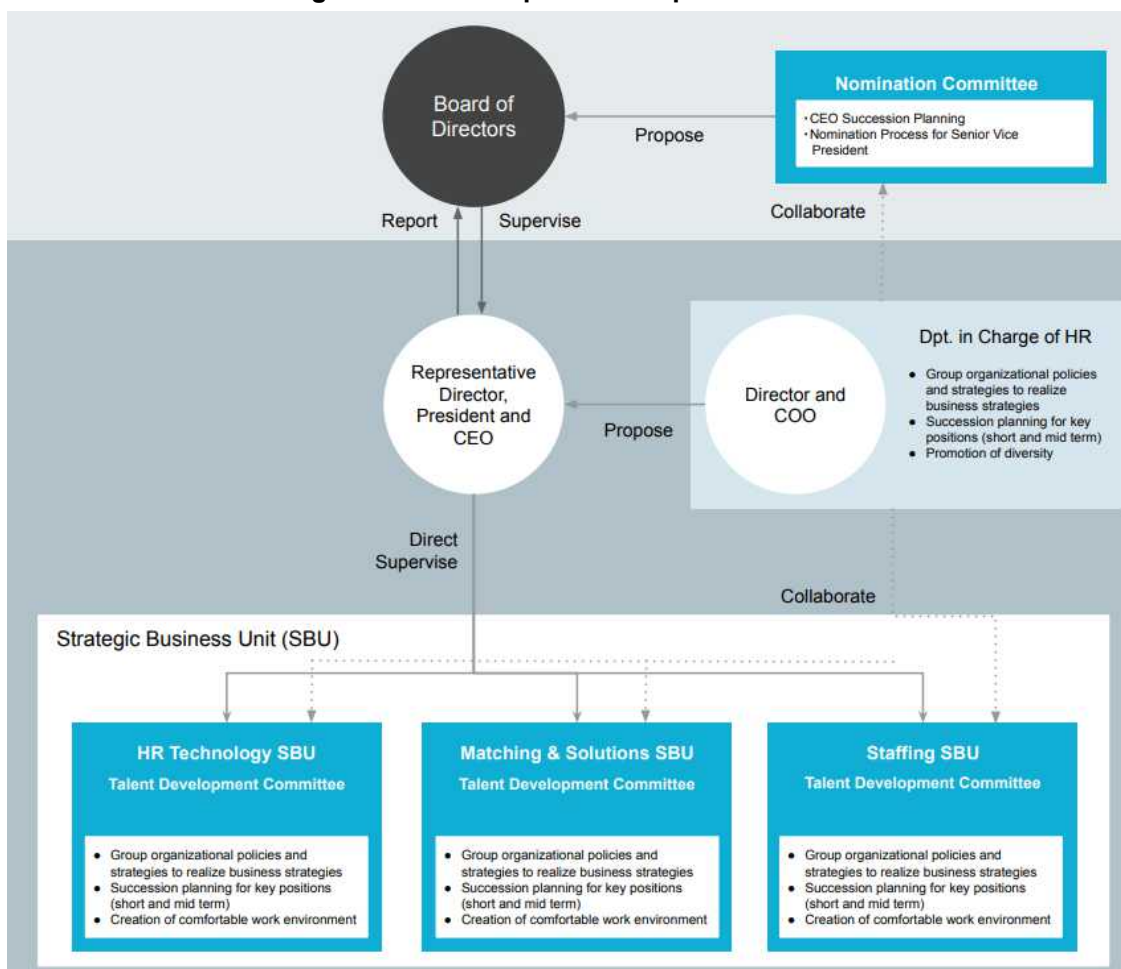 Board of
Directors
Nomination Committee
・CEO Succession Planning
・Nomination Process for Senior Vice
President
Propose
Collaborate
Report
Supervise
Representative
Director,
President and
CEO
Propose
Director and
COO
Dpt. in Charge of HR
● Group organizational policies
and strategies to realize
business strategies
● Succession planning for key
positions (short and mid term)
● Promotion of diversity
Direct
Supervise
Collaborate
Strategic Business Unit (SBU)
HR Technology SBU
Talent Development Committee
● Group organizational policies and
strategies to realize business strategies
● Succession planning for key positions
(short and mid term)
● Creation of comfortable work environment
Matching & Solutions SBU
Talent Development Committee
● Group organizational policies and
strategies to realize business strategies
● Succession planning for key positions
(short and mid term)
● Creation of comfortable work environment
Staffing SBU
Talent Development Committee
● Group organizational policies and
strategies to realize business strategies
● Succession planning for key positions
(short and mid term)
● Creation of comfortable work environment